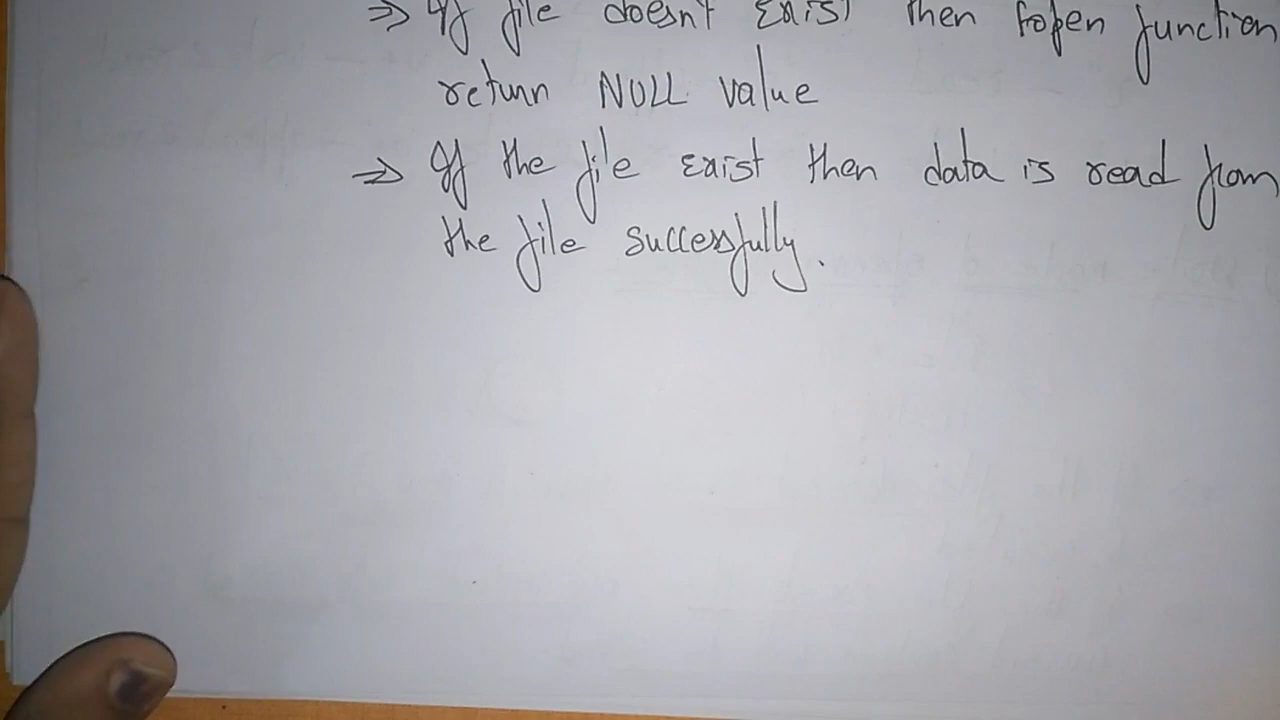 ⇒ If file doesn't Exist then fopen function
return NULL value
⇒ If the file exist then data is read from
the file successfully.